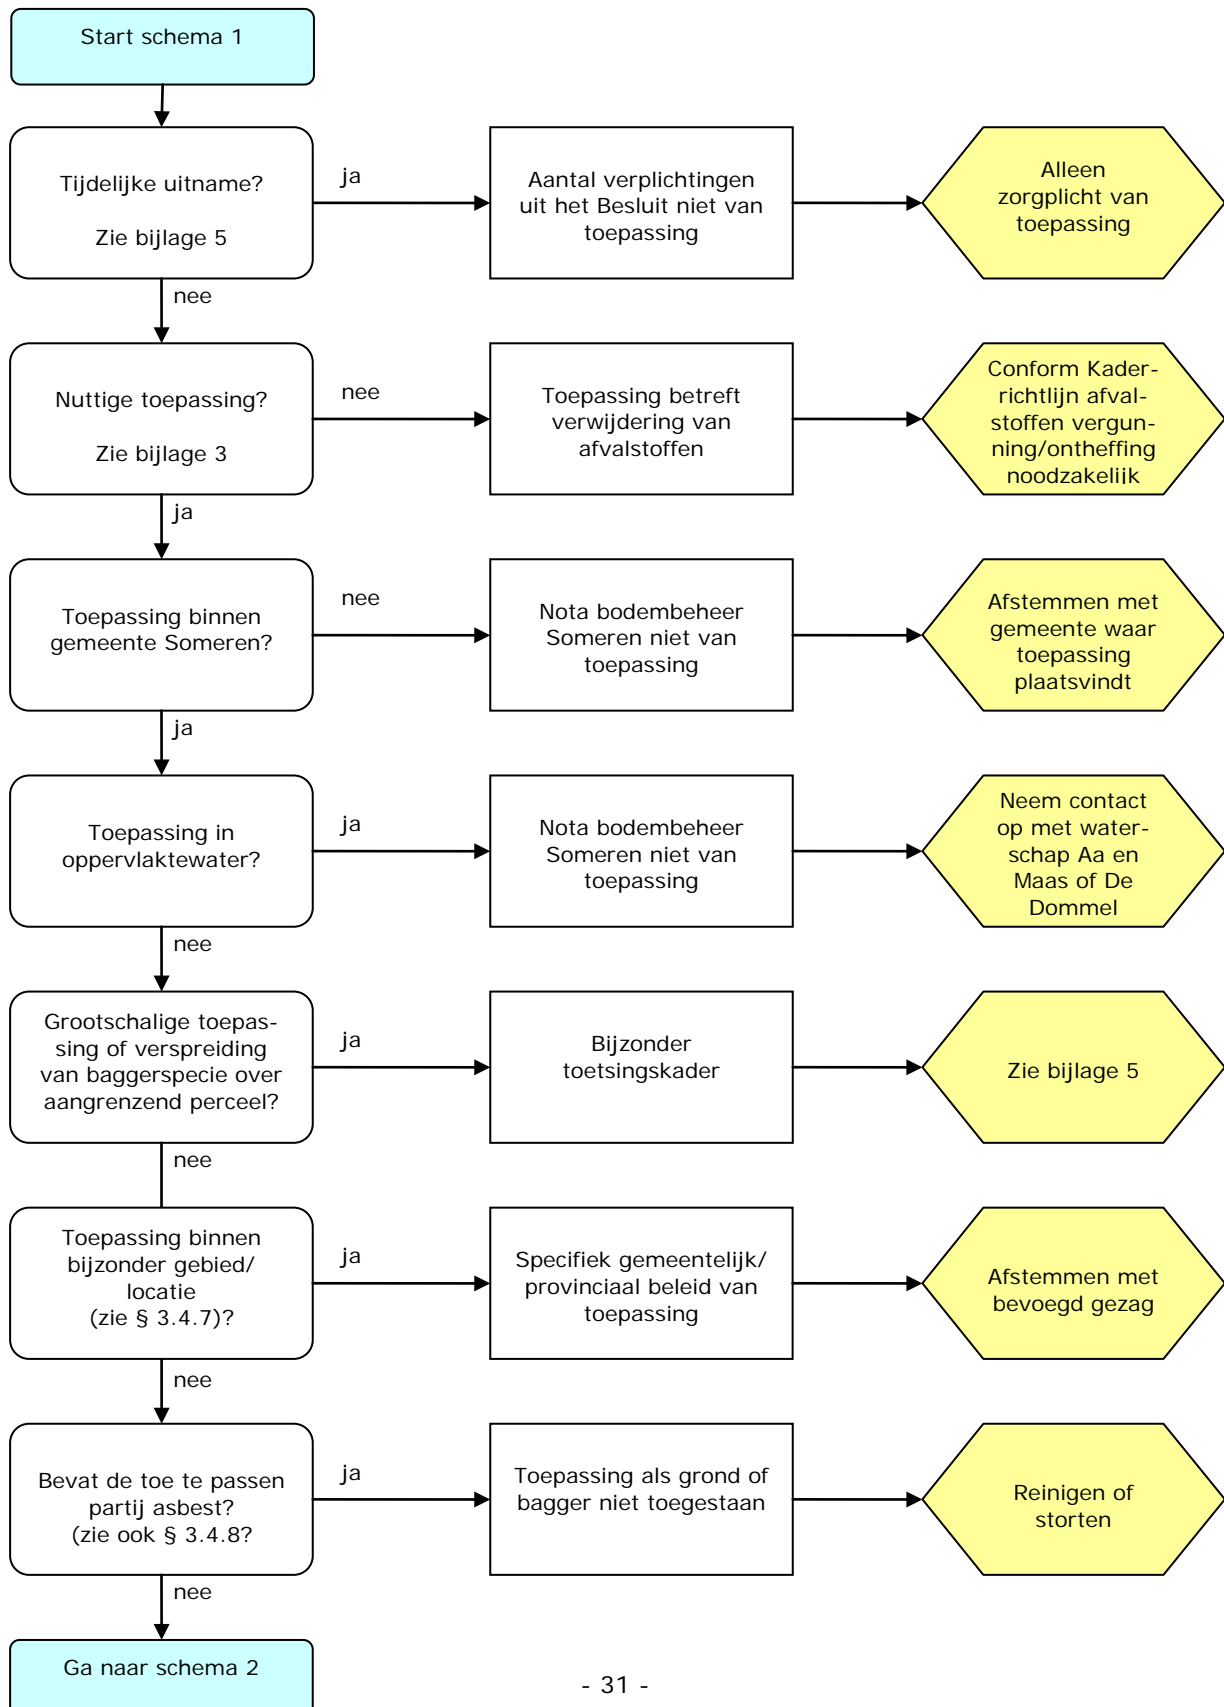 Start schema 1
Tijdelijke uitname?
Zie bijlage 5
ja
Aantal verplichtingen
uit het Besluit niet van
toepassing
Alleen
zorgplicht van
toepassing
nee
Nuttige toepassing?
Zie bijlage 3
nee
Toepassing betreft
verwijdering van
afvalstoffen
Conform Kader-
richtlijn afval-
stoffen vergun-
ning/ontheffing
noodzakelijk
ja
Toepassing binnen
gemeente Someren?
nee
Nota bodembeheer
Someren niet van
toepassing
Afstemmen met
gemeente waar
toepassing
plaatsvindt
ja
Toepassing in
oppervlaktewater?
ja
Nota bodembeheer
Someren niet van
toepassing
Neem contact
op met water-
schap Aa en
Maas of De
Dommel
nee
Grootschalige toepas-
sing of verspreiding
van baggerspecie over
aangrenzend perceel?
ja
Bijzonder
toetsingskader
Zie bijlage 5
nee
Toepassing binnen
bijzonder gebied/
locatie
(zie § 3.4.7)?
ja
Specifiek gemeentelijk/
provinciaal beleid van
toepassing
Afstemmen met
bevoegd gezag
nee
Bevat de toe te passen
partij asbest?
(zie ook § 3.4.8?
ja
Toepassing als grond of
bagger niet toegestaan
Reinigen of
storten
nee
Ga naar schema 2
- 31 -